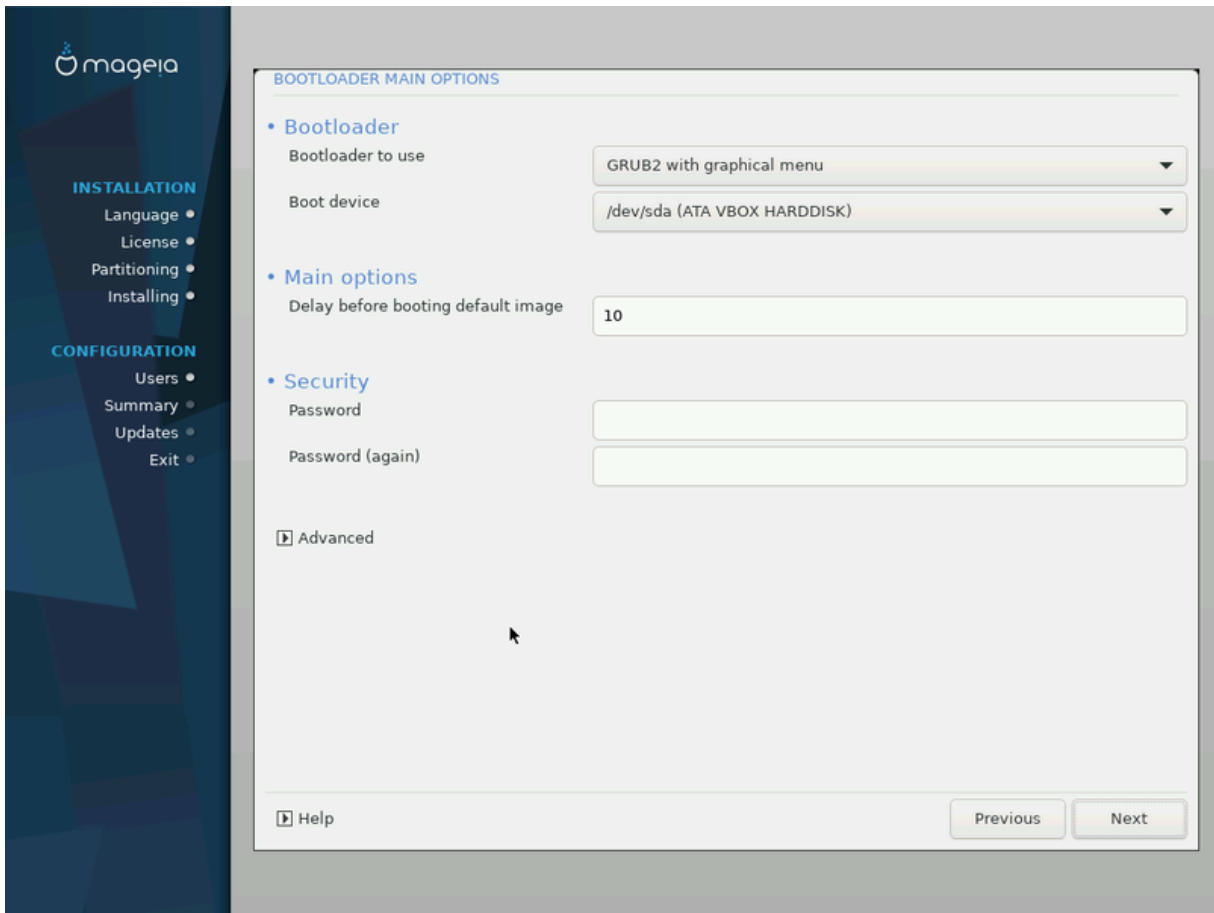 mageia
INSTALLATION
Language
License
Partitioning
Installing
CONFIGURATION
Users
Summary
Updates
Exit
BOOTLOADER MAIN OPTIONS
• Bootloader
Bootloader to use
GRUB2 with graphical menu
Boot device
/dev/sda (ATA VBOX HARDDISK)
• Main options
Delay before booting default image
10
• Security
Password
Password (again)
Advanced
Help
Previous
Next